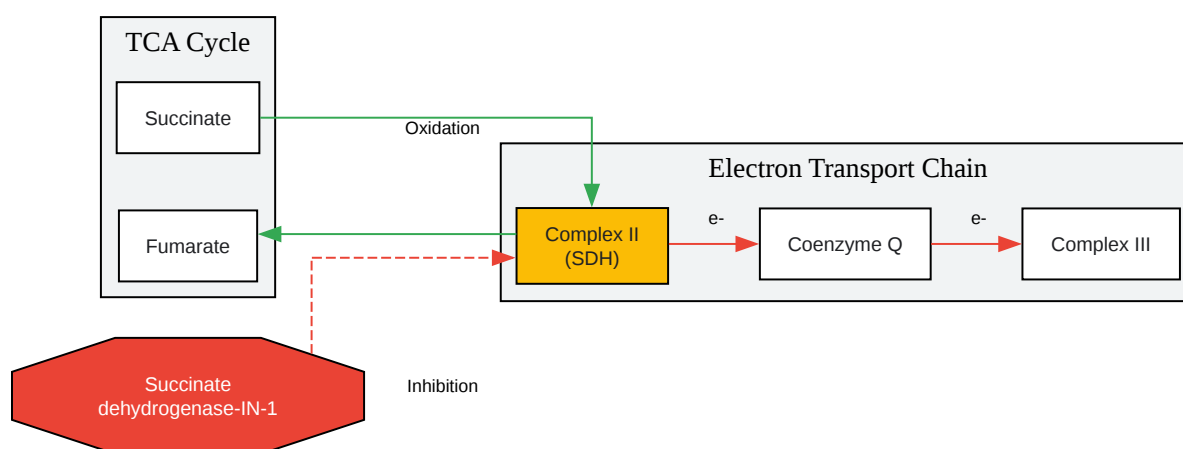 TCA Cycle
Succinate
Oxidation
Fumarate
Electron Transport Chain
Complex II
(SDH)
e-
Coenzyme Q
e-
Complex III
Succinate
dehydrogenase-IN-1
Inhibition